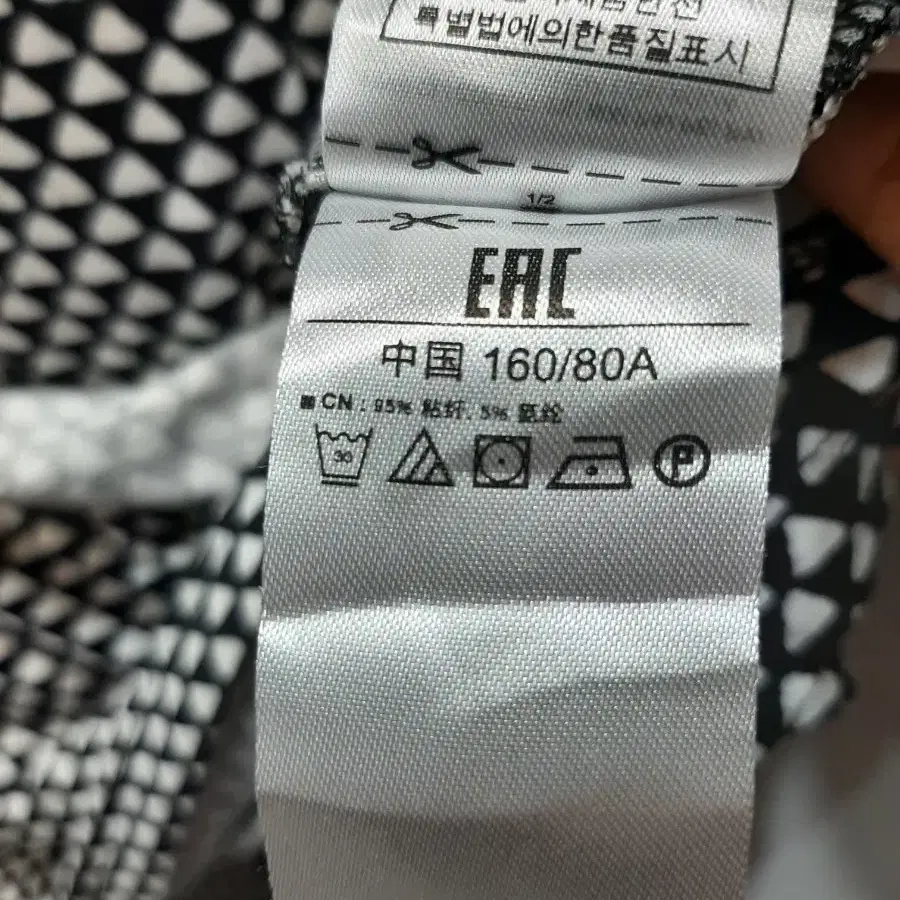 특별법에의한품질표시
1/2
EAC
中国 160/80A
CN : 95% 粘纤. 5% 氨纶
30
P